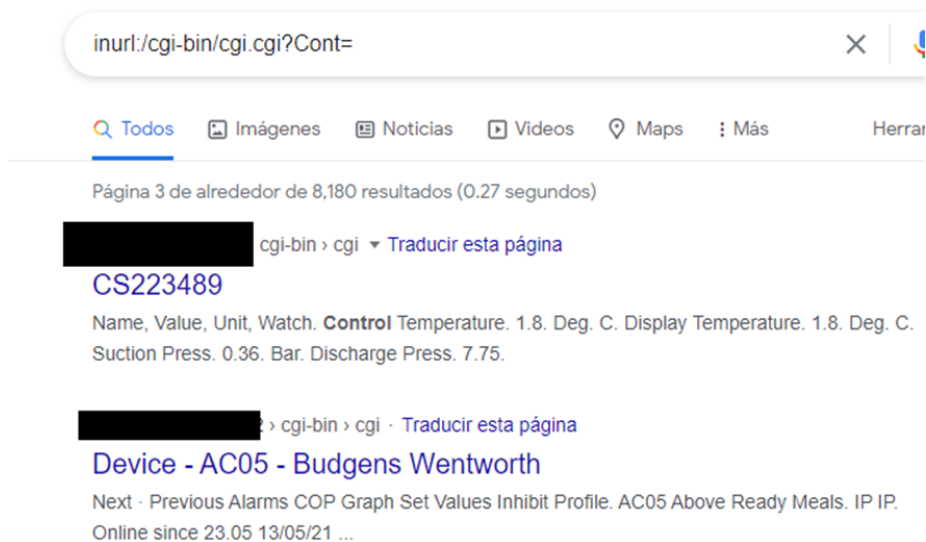 inurl:/cgi-bin/cgi.cgi?Cont=
Todos Imágenes Noticias Videos Maps Más
Página 3 de alrededor de 8,180 resultados (0.27 segundos)
cgi-bin › cgi Traducir esta página
CS223489
Name, Value, Unit, Watch. Control Temperature. 1.8. Deg. C. Display Temperature. 1.8. Deg. C.
Suction Press. 0.36. Bar. Discharge Press. 7.75.
› cgi-bin › cgi · Traducir esta página
Device - AC05 - Budgens Wentworth
Next · Previous Alarms COP Graph Set Values Inhibit Profile. AC05 Above Ready Meals. IP IP.
Online since 23.05 13/05/21 ...